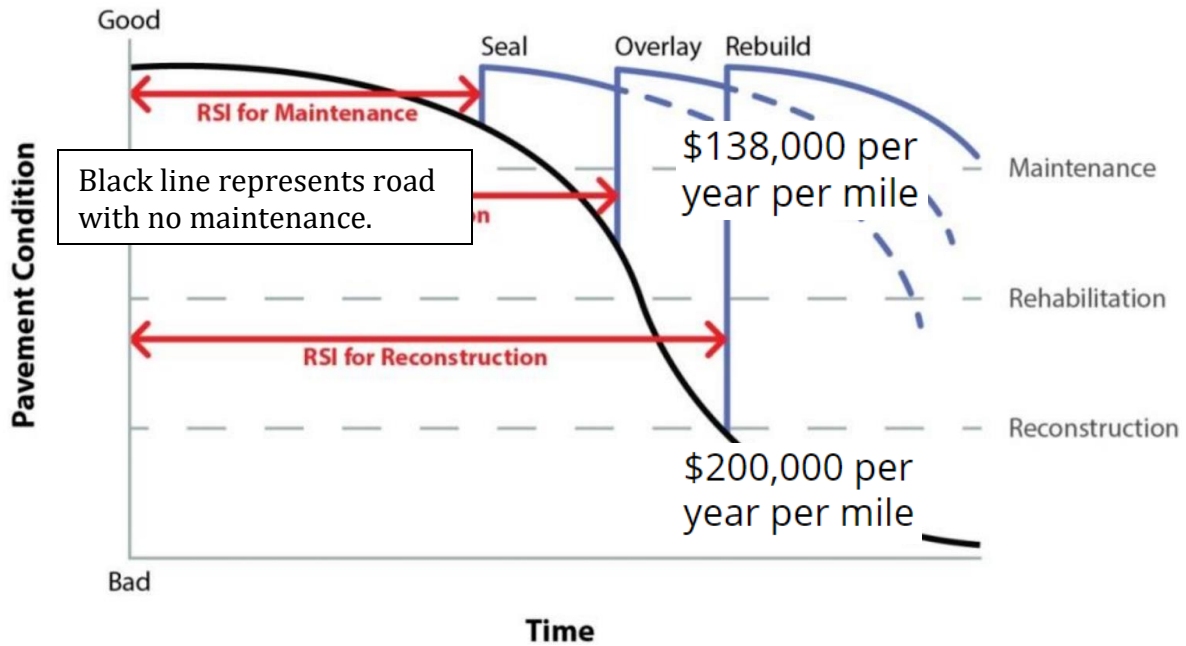 Good
Seal
Overlay
Rebuild
RSI for Maintenance
$138,000 per
year per mile
Maintenance
Black line represents road
with no maintenance.
Pavement Condition
Rehabilitation
RSI for Reconstruction
Reconstruction
$200,000 per
year per mile
Bad
Time